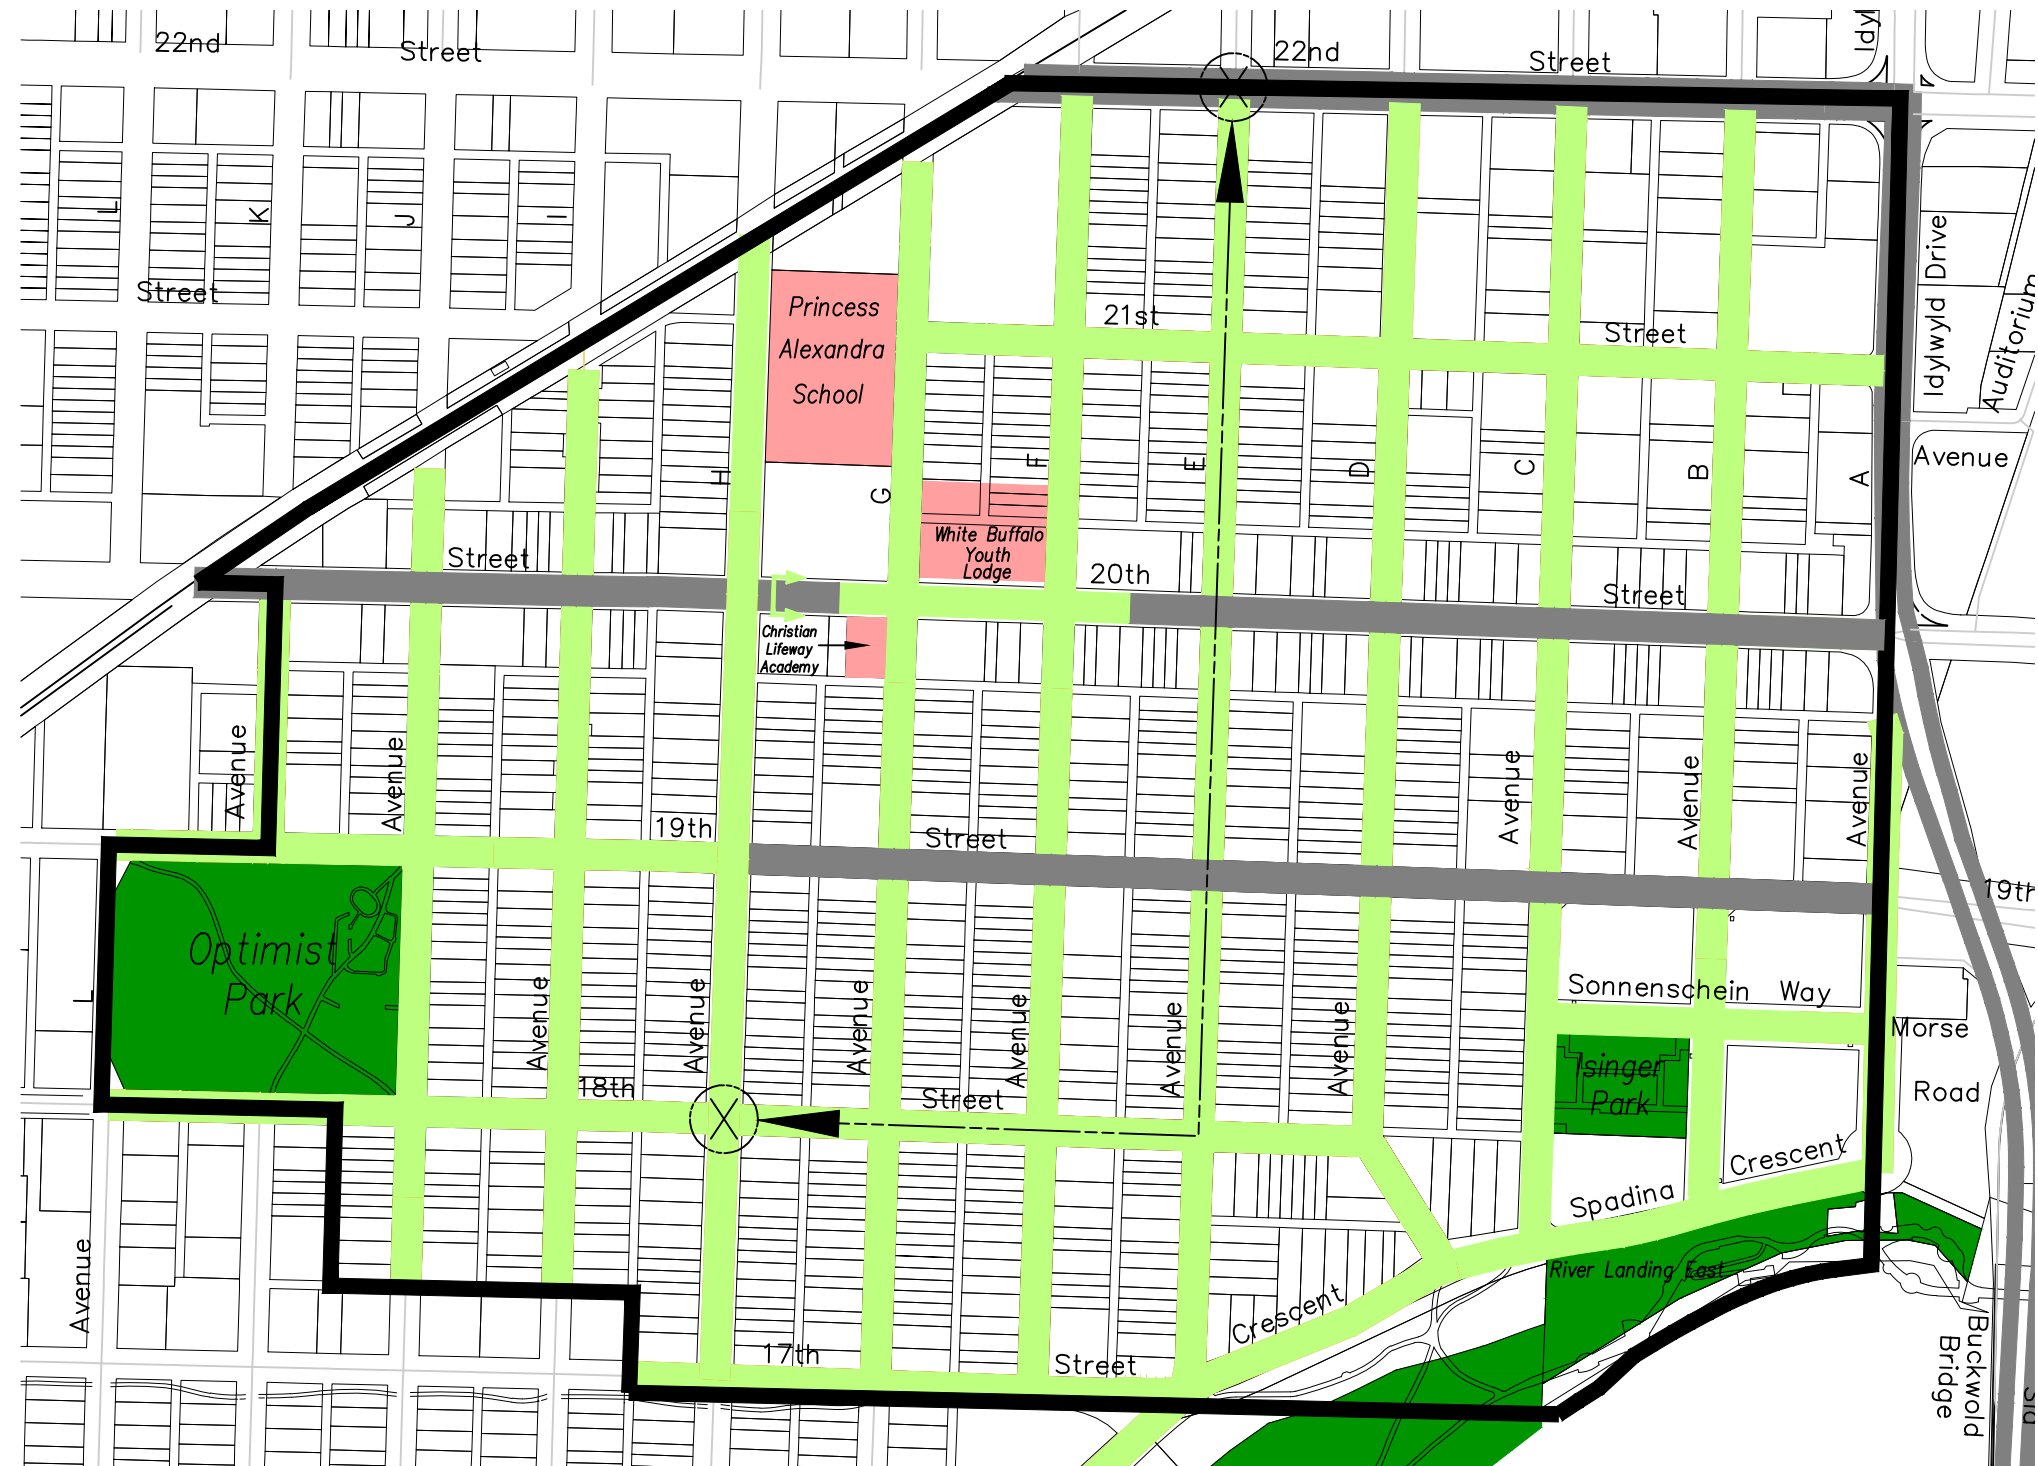 22nd
Street
22nd
Street
Idyl
L
K
J
I
Street
Idylwyld Drive
Auditorium
Avenue
Princess
Alexandra
School
21st
Street
H
G
F
E
D
C
B
A
White Buffalo
Youth
Lodge
Street
20th
Street
Christian
Lifeway
Academy
Avenue
Avenue
Avenue
Avenue
Avenue
19th
Street
19th
Optimist
Park
L
Avenue
Avenue
Avenue
Avenue
Avenue
Avenue
Sonnenschein Way
Morse
Road
Isinger
Park
18th
Street
Crescent
Spadina
River Landing East
Crescent
Avenue
17th
Street
Buckwold
Bridge
Sid